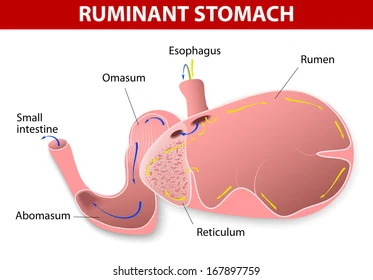 RUMINANT STOMACH
Esophagus
Rumen
Omasum
Small
intestine
Abomasum
Reticulum
shutterstock.com · 167897759